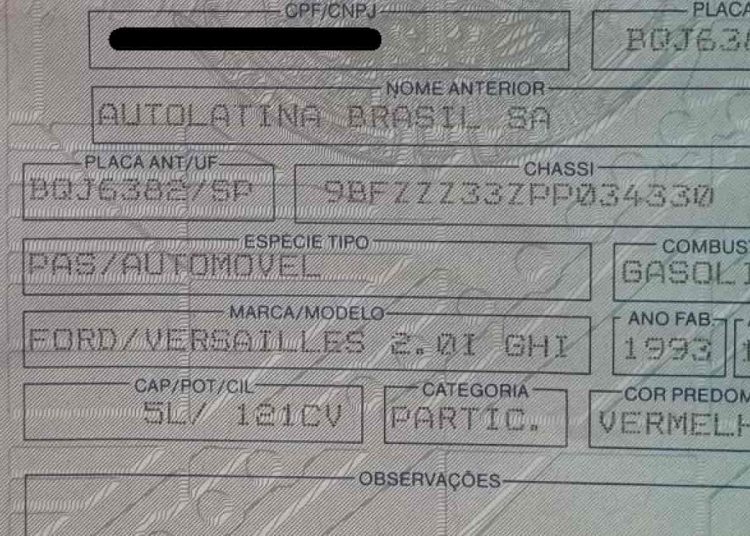 CPF/CNPJ PLACA
BQJ638
NOME ANTERIOR
AUTOLATINA BRASIL SA
PLACA ANT/UF CHASSI
BQJ6382/SP 9BFZZZ33ZPP034330
ESPÉCIE TIPO COMBUST
PAS/AUTOMOVEL GASOLI
MARCA/MODELO ANO FAB.
FORD/VERSAILLES 2.0I GHI 1993
CAP/POT/CIL CATEGORIA COR PREDOM
5L/ 121CV PARTIC. VERMELH
OBSERVAÇÕES